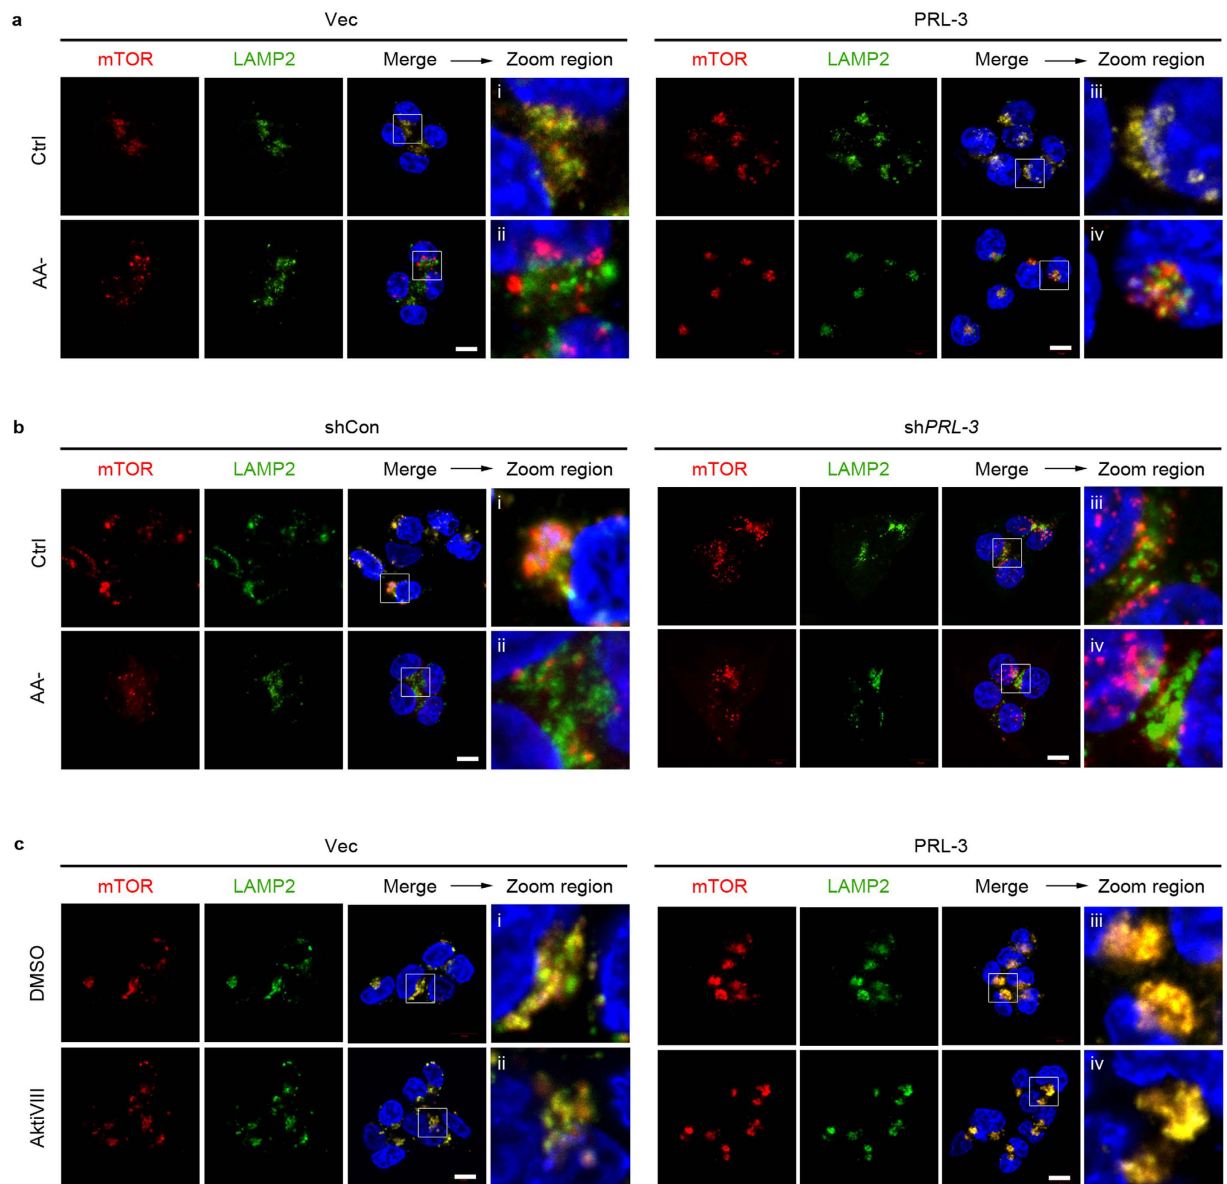 a
Vec
PRL-3
mTOR LAMP2 Merge Zoom region
mTOR LAMP2 Merge Zoom region
Ctrl
i
iii
AA-
ii
iv
b
shCon
shPRL-3
mTOR LAMP2 Merge Zoom region
mTOR LAMP2 Merge Zoom region
Ctrl
i
iii
AA-
ii
iv
c
Vec
PRL-3
mTOR LAMP2 Merge Zoom region
mTOR LAMP2 Merge Zoom region
DMSO
i
iii
AktiVIII
ii
iv